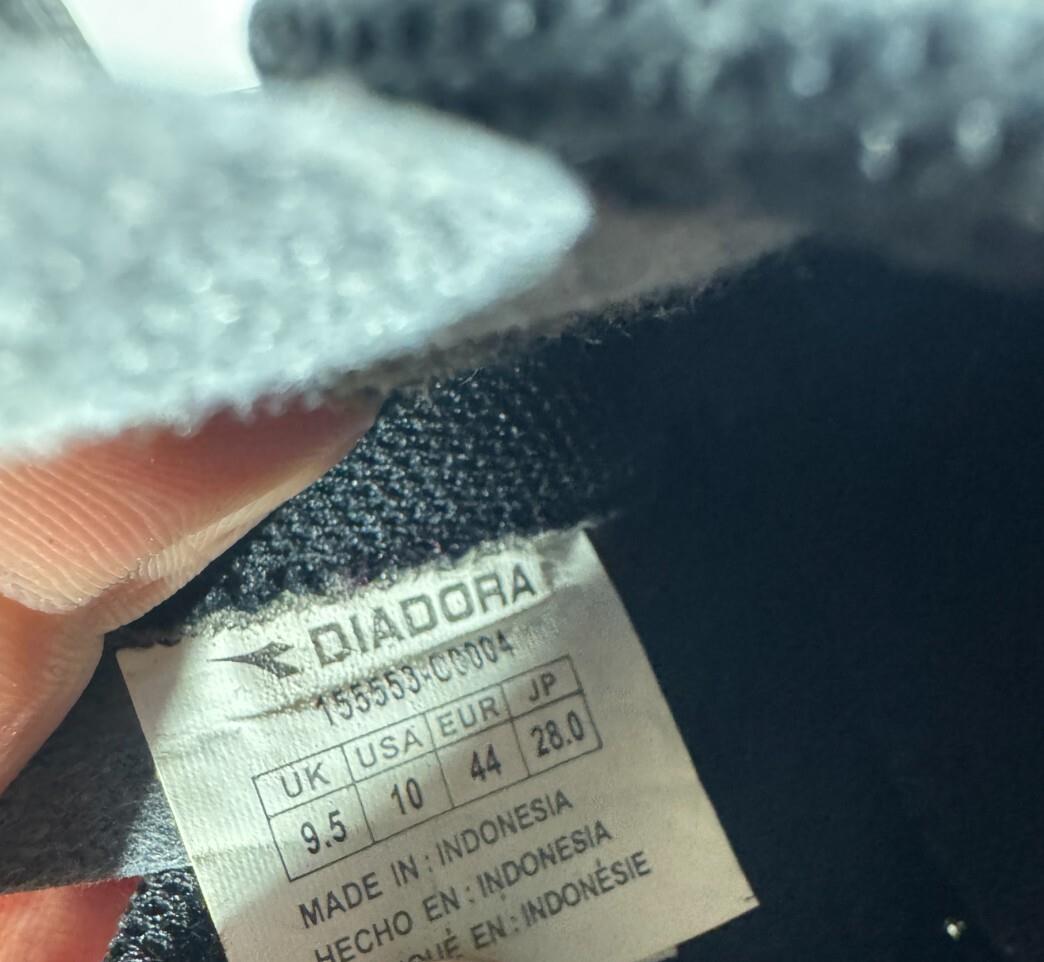 DIADORA
155553-C0004
UK USA EUR JP
9.5 10 44 28.0
MADE IN : INDONESIA
HECHO EN : INDONESIA
EN : INDONÉSIE